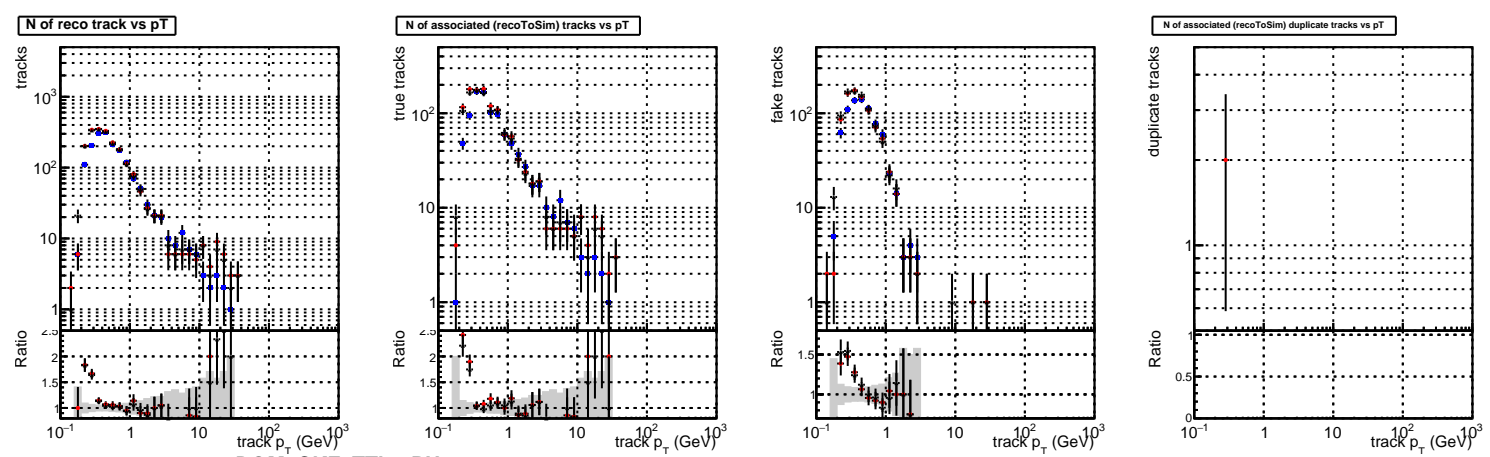 N of reco track vs pT
N of associated (recoToSim) tracks vs pT
N of associated (recoToSim) duplicate tracks vs pT
tracks
10³
10²
10
1
Ratio
2.5
2
1.5
1
10⁻¹ 1 10 10² 10³
track p_T (GeV)
true tracks
10²
10
1
Ratio
2.5
2
1.5
1
10⁻¹ 1 10 10² 10³
track p_T (GeV)
fake tracks
10²
10
1
Ratio
1.5
1
10⁻¹ 1 10 10² 10³
track p_T (GeV)
duplicate tracks
1
Ratio
1
0.5
0
10⁻¹ 1 10 10² 10³
track p_T (GeV)